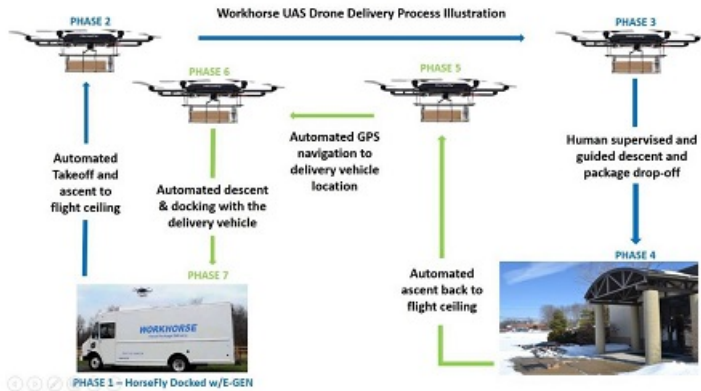 Workhorse UAS Drone Delivery Process Illustration
PHASE 2
PHASE 3
PHASE 6
PHASE 5
Automated
Takeoff and
ascent to
flight ceiling
Automated descent
& docking with the
delivery vehicle
Automated GPS
navigation to
delivery vehicle
location
Human supervised and
guided descent and
package drop-off
PHASE 7
Automated
ascent back to
flight ceiling
PHASE 4
WORKHORSE
PHASE 1 – HorseFly Docked w/E-GEN